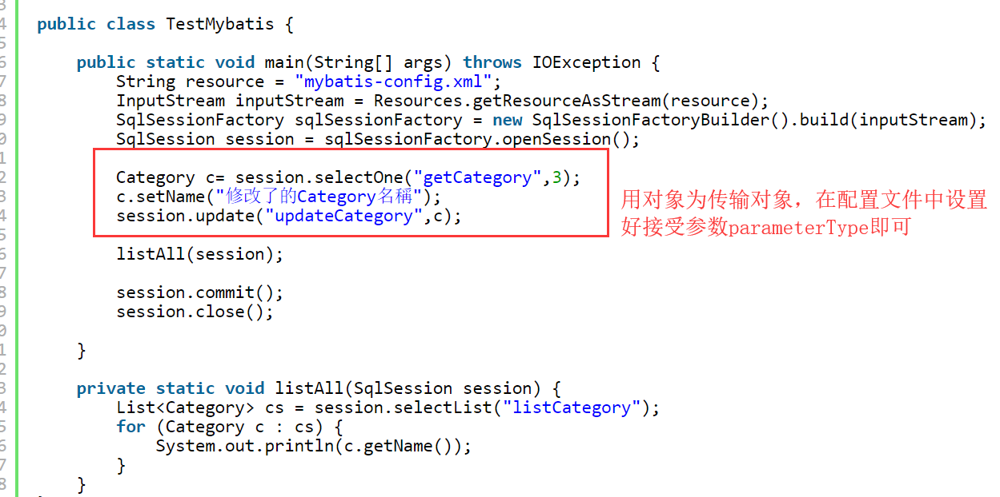 public class TestMybatis {
public static void main(String[] args) throws IOException {
String resource = "mybatis-config.xml";
InputStream inputStream = Resources.getResourceAsStream(resource);
SqlSessionFactory sqlSessionFactory = new SqlSessionFactoryBuilder().build(inputStream);
SqlSession session = sqlSessionFactory.openSession();
Category c= session.selectOne("getCategory",3);
c.setName("修改了的Category名稱");
session.update("updateCategory",c);
用对象为传输对象，在配置文件中设置
好接受参数parameterType即可
listAll(session);
session.commit();
session.close();
}
private static void listAll(SqlSession session) {
List<Category> cs = session.selectList("listCategory");
for (Category c : cs) {
System.out.println(c.getName());
}
}